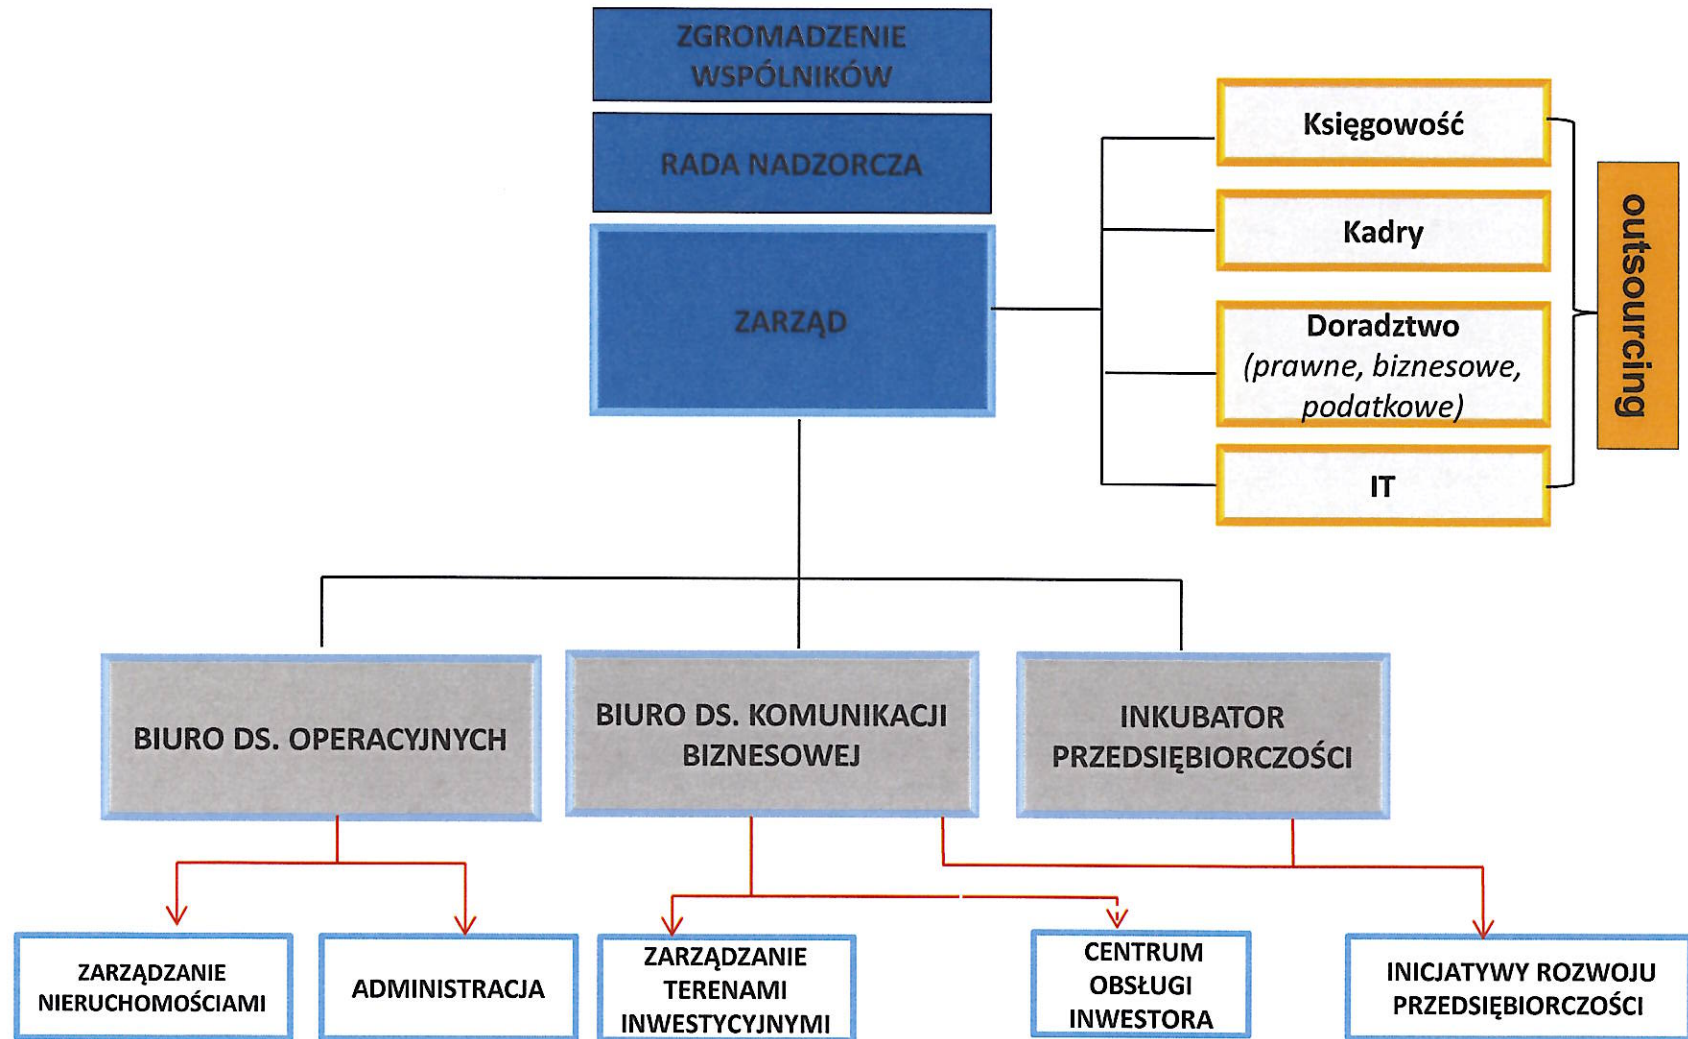 ZGROMADZENIE
WSPÓLNIKÓW
RADA NADZORCZA
ZARZĄD
Księgowość
Kadry
Doradztwo
(prawne, biznesowe,
podatkowe)
IT
outsourcing
BIURO DS. OPERACYJNYCH
BIURO DS. KOMUNIKACJI
BIZNESOWEJ
INKUBATOR
PRZEDSIĘBIORCZOŚCI
ZARZĄDZANIE
NIERUCHOMOŚCIAMI
ADMINISTRACJA
ZARZĄDZANIE
TERENAMI
INWESTYCYJNYMI
CENTRUM
OBSŁUGI
INWESTORA
INICJATYWY ROZWOJU
PRZEDSIĘBIORCZOŚCI